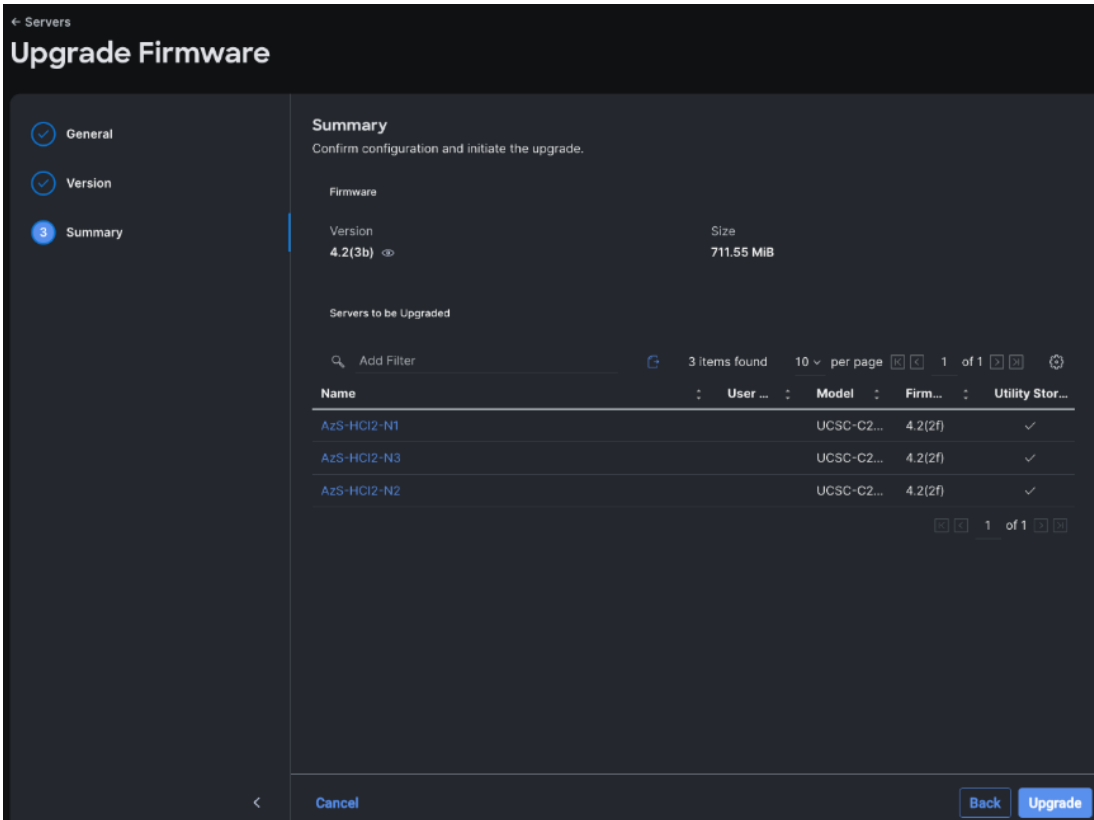 ← Servers
Upgrade Firmware
General
Version
3 Summary
Summary
Confirm configuration and initiate the upgrade.
Firmware
Version Size
4.2(3b) 711.55 MiB
Servers to be Upgraded
Add Filter 3 items found 10 per page 1 of 1
Name User ... Model Firm... Utility Stor...
AzS-HCI2-N1 UCSC-C2... 4.2(2f)
AzS-HCI2-N3 UCSC-C2... 4.2(2f)
AzS-HCI2-N2 UCSC-C2... 4.2(2f)
1 of 1
Cancel Back Upgrade